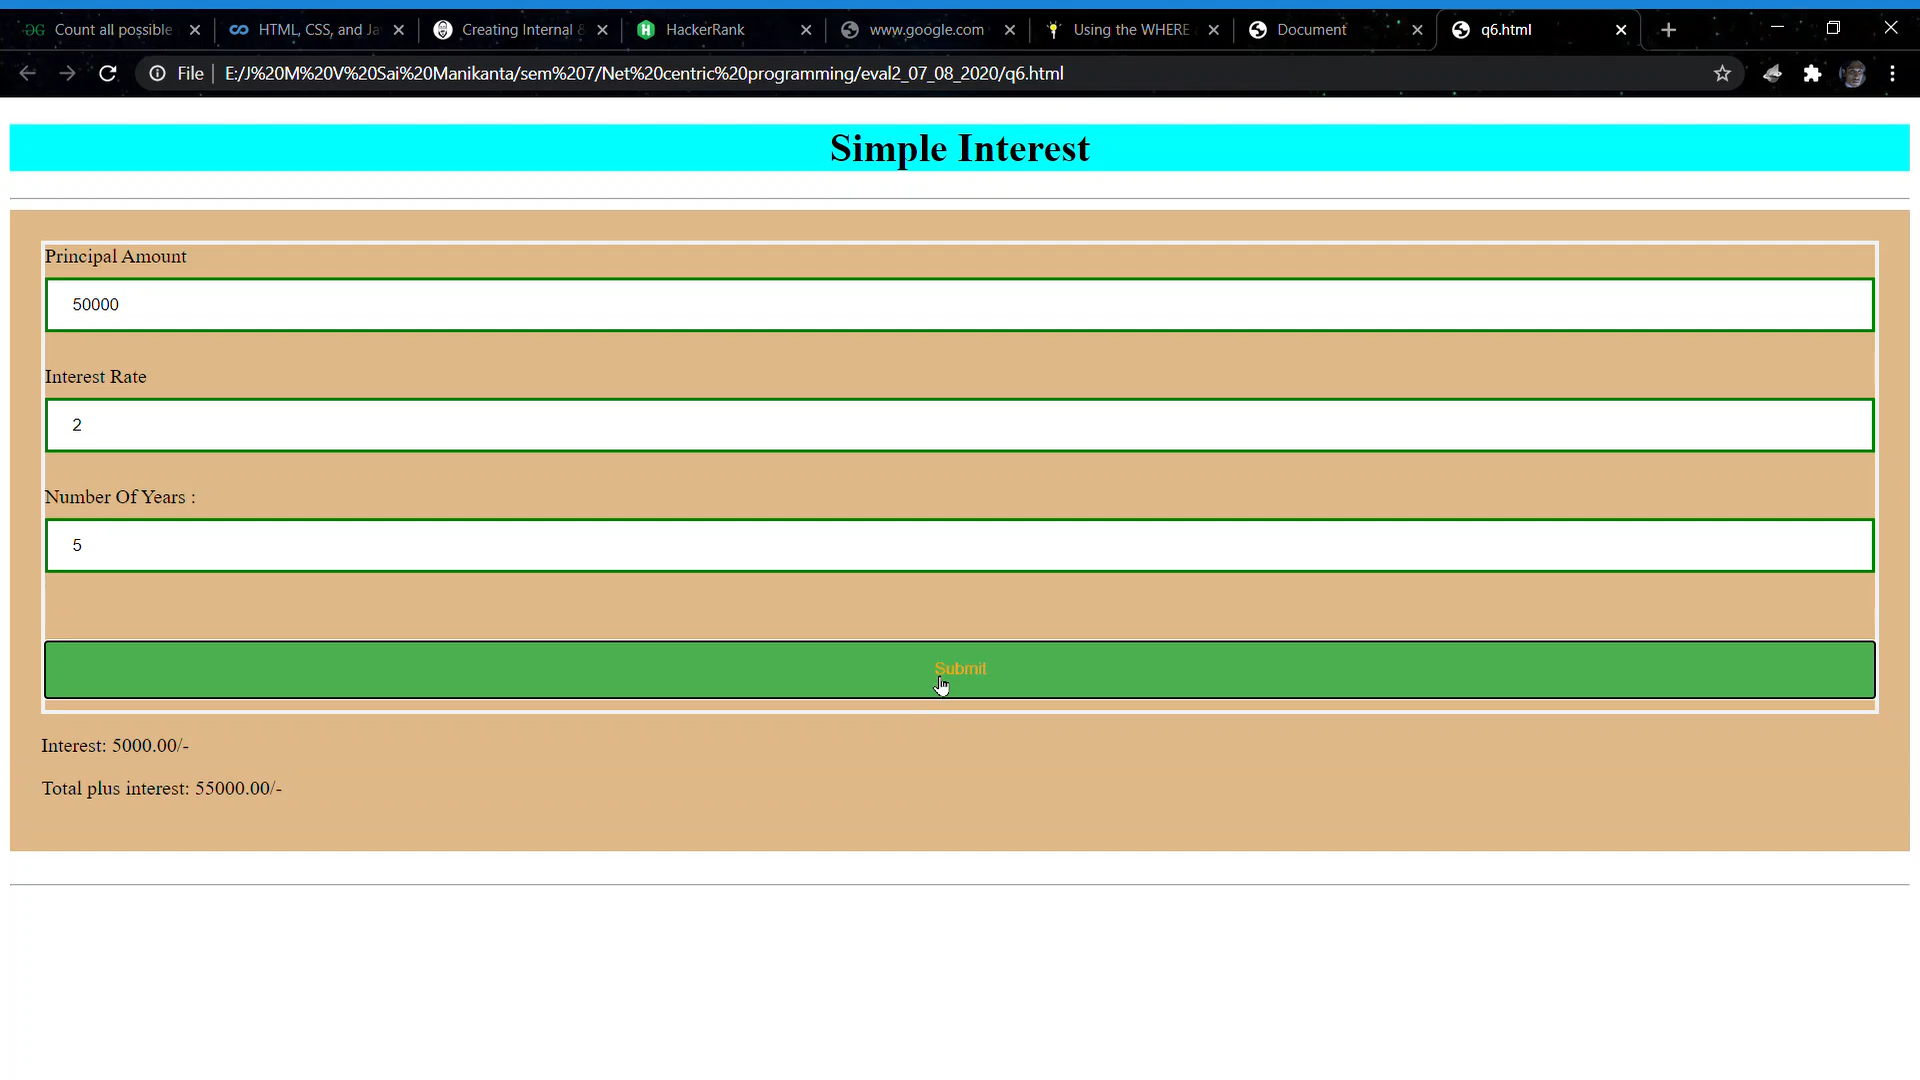 Count all possible
HTML, CSS, and Ja
Creating Internal &
HackerRank
www.google.com
Using the WHERE
Document
q6.html
File
E:/J%20M%20V%20Sai%20Manikanta/sem%207/Net%20centric%20programming/eval2_07_08_2020/q6.html
Simple Interest
Principal Amount
50000
Interest Rate
2
Number Of Years :
5
Submit
Interest: 5000.00/-
Total plus interest: 55000.00/-